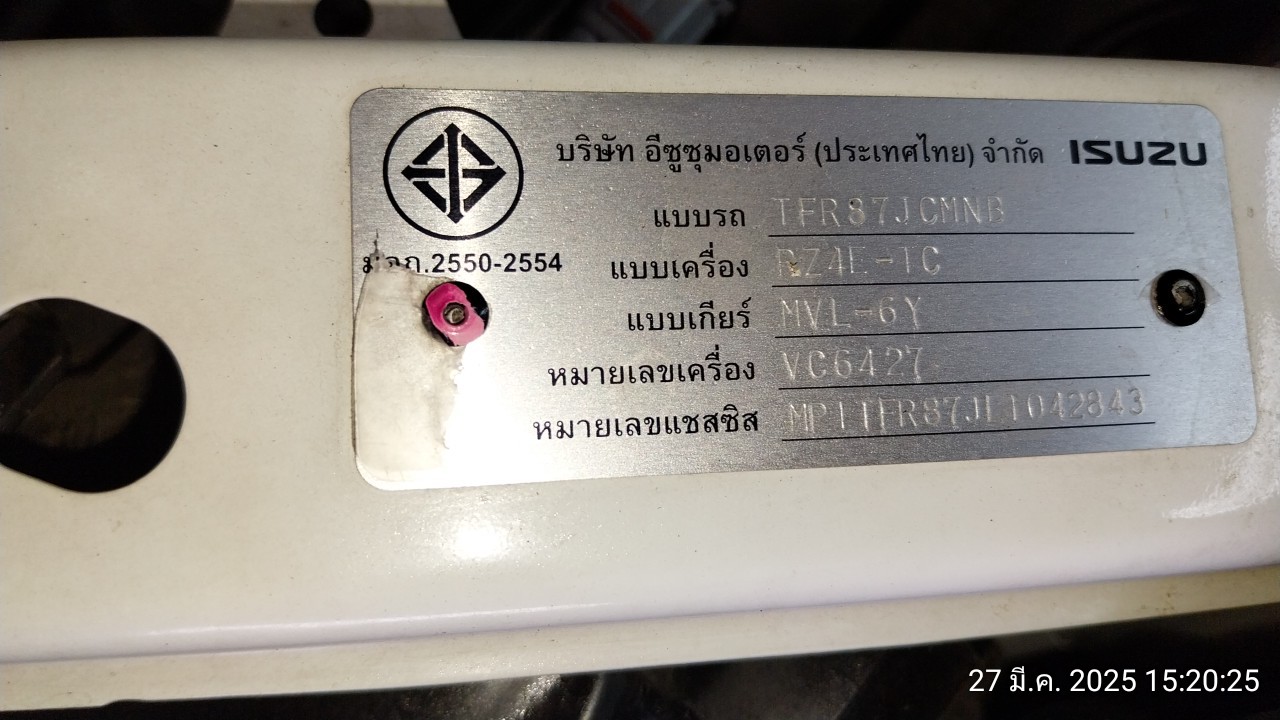 บริษัท อีซูซุมอเตอร์ (ประเทศไทย) จำกัด ISUZU
แบบรถ TFR87JCMNB
มอก.2550-2554
แบบเครื่อง RZ4E-TC
แบบเกียร์ MVL-6Y
หมายเลขเครื่อง VC6427
หมายเลขแชสซิส
27 มี.ค. 2025 15:20:25